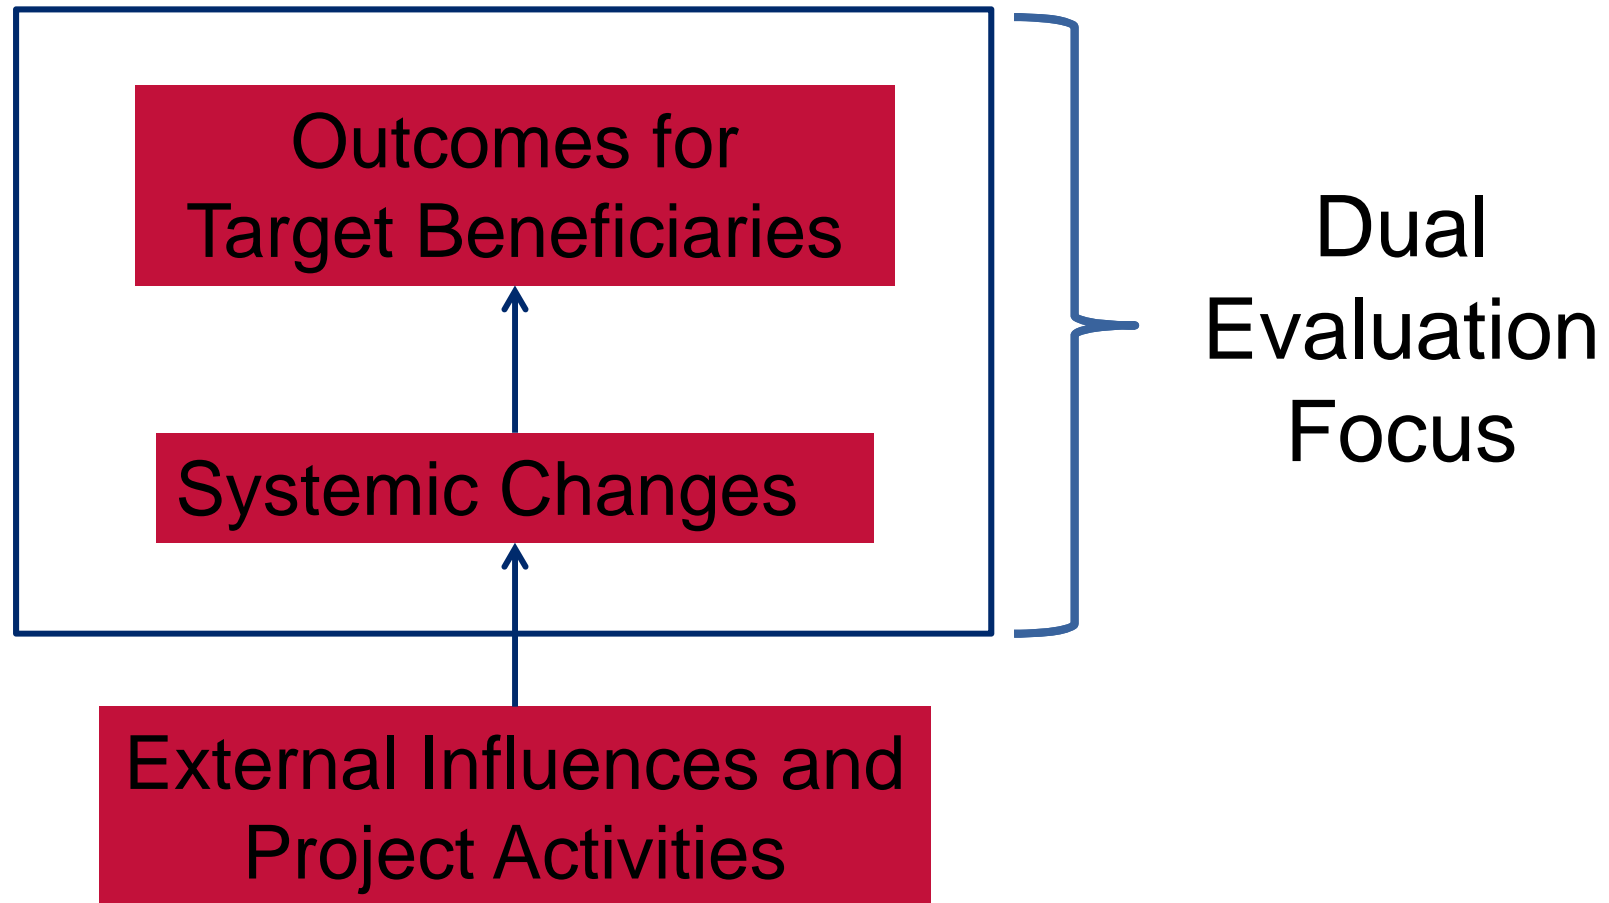 Outcomes for
Target Beneficiaries
Systemic Changes
External Influences and
Project Activities
Dual
Evaluation
Focus